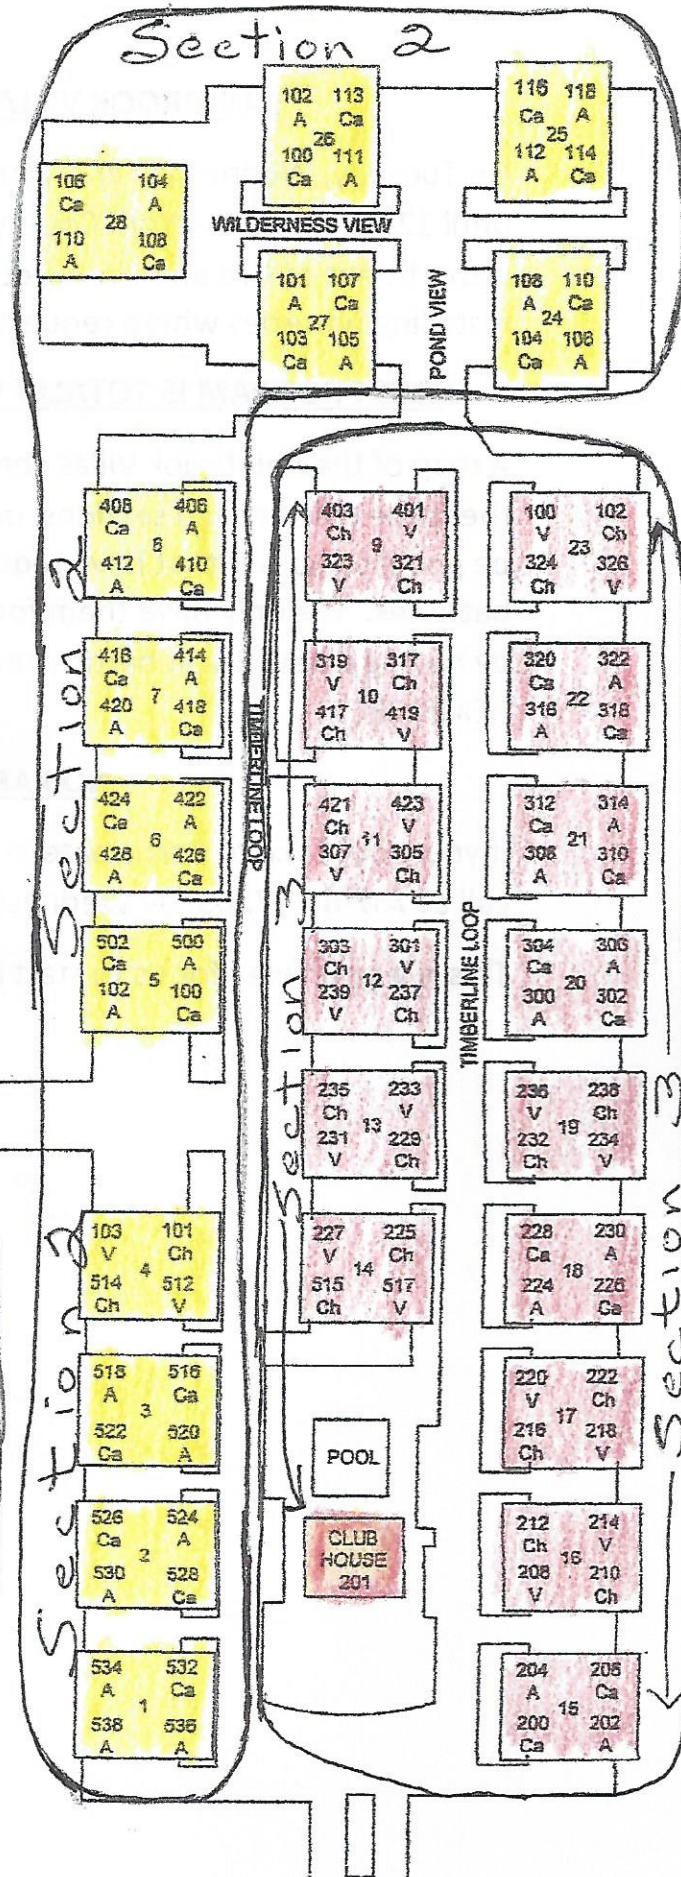 Section 2
102 113
A Ca
26
100 111
Ca A
116 118
Ca A
25
112 114
A Ca
106 104
Ca A
28
110 108
A Ca
WILDERNESS VIEW
101 107
A Ca
27
103 105
Ca A
POND VIEW
108 110
A Ca
24
104 106
Ca A
Section 2
408 406
Ca A
8
412 410
A Ca
416 414
Ca A
7
420 418
A Ca
424 422
Ca A
6
428 426
A Ca
502 500
Ca A
5
102 100
A Ca
Section 2
103 101
V Ch
4
514 512
Ch V
518 516
A Ca
3
522 520
Ca A
526 524
Ca A
2
530 528
A Ca
534 532
A Ca
1
538 536
A A
TIMBERLINE LOOP
Section 3
403 401
Ch V
9
323 321
V Ch
319 317
V Ch
10
417 419
Ch V
421 423
Ch V
11
307 305
V Ch
303 301
Ch V
12
239 237
V Ch
235 233
Ch V
13
231 229
V Ch
227 225
V Ch
14
515 517
Ch V
POOL
CLUB
HOUSE
201
TIMBERLINE LOOP
100 102
V Ch
23
324 326
Ch V
320 322
Ca A
22
316 318
A Ca
312 314
Ca A
21
308 310
A Ca
304 306
Ca A
20
300 302
A Ca
236 238
V Ch
19
232 234
Ch V
228 230
Ca A
18
224 226
A Ca
220 222
V Ch
17
216 218
Ch V
212 214
Ch V
16
208 210
V Ch
204 206
A Ca
15
200 202
Ca A
Section 3